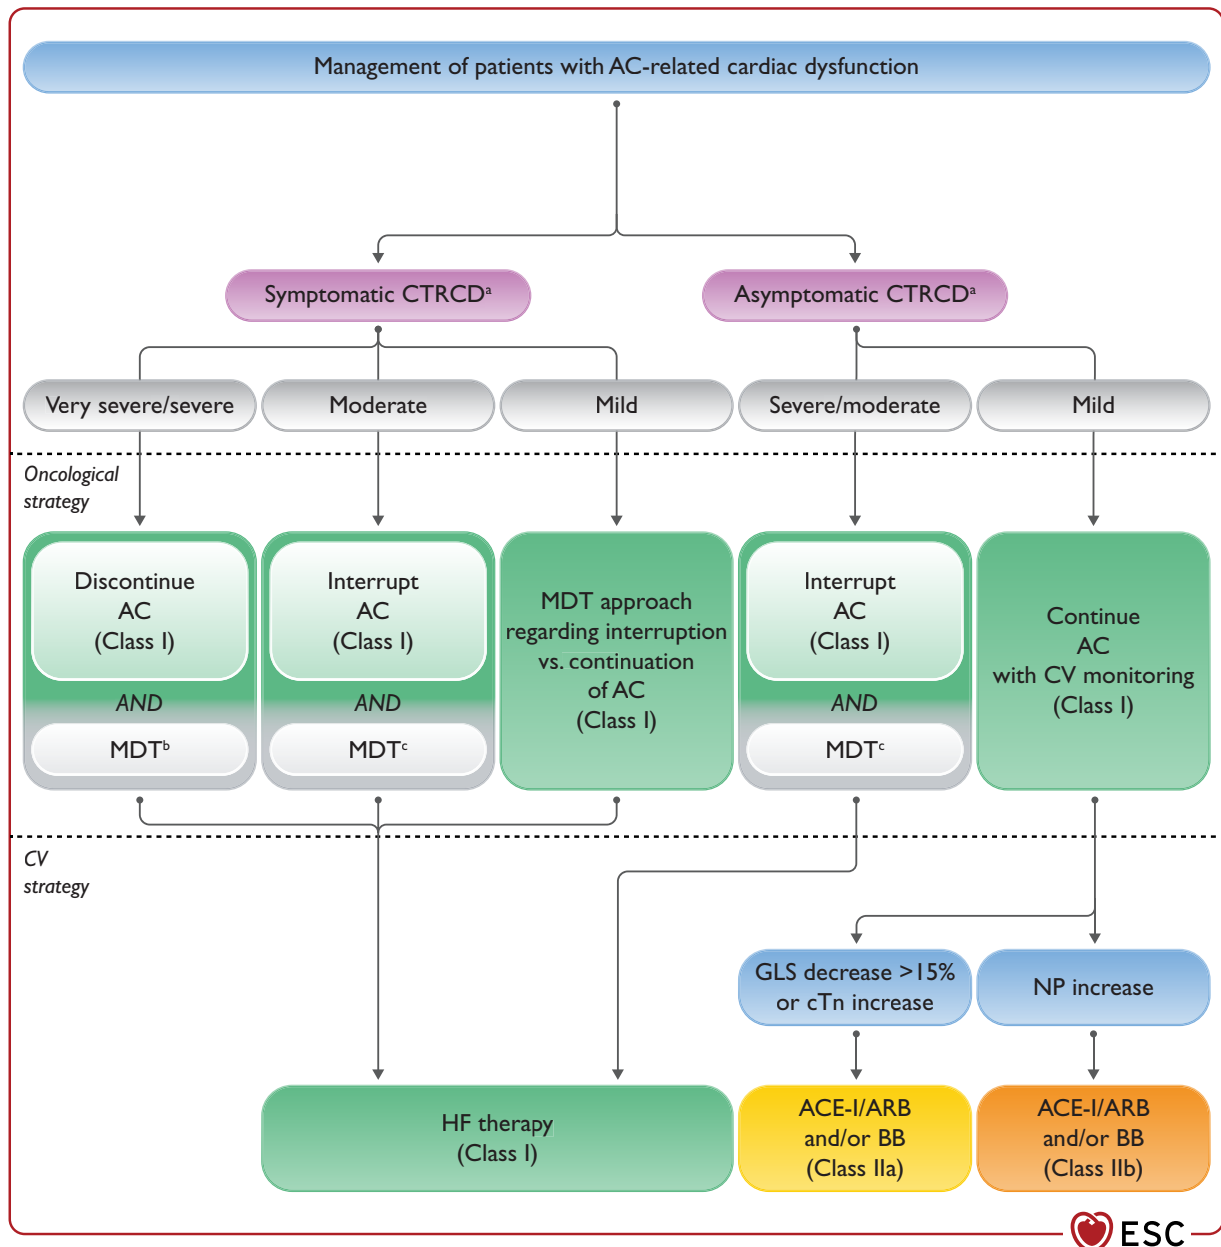 Management of patients with AC-related cardiac dysfunction
Symptomatic CTRCDᵃ
Asymptomatic CTRCDᵃ
Very severe/severe
Moderate
Mild
Severe/moderate
Mild
Oncological
strategy
Discontinue
AC
(Class I)
AND
MDTᵇ
Interrupt
AC
(Class I)
AND
MDTᶜ
MDT approach
regarding interruption
vs. continuation
of AC
(Class I)
Interrupt
AC
(Class I)
AND
MDTᶜ
Continue
AC
with CV monitoring
(Class I)
CV
strategy
GLS decrease >15%
or cTn increase
NP increase
HF therapy
(Class I)
ACE-I/ARB
and/or BB
(Class IIa)
ACE-I/ARB
and/or BB
(Class IIb)
ESC